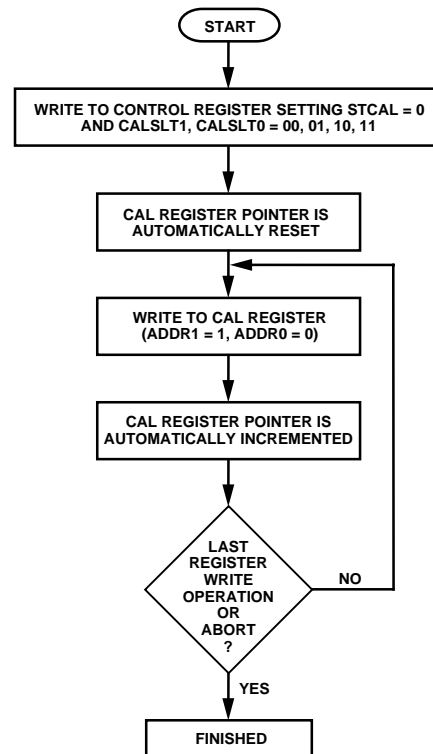 START
WRITE TO CONTROL REGISTER SETTING STCAL = 0
AND CALSLT1, CALSLT0 = 00, 01, 10, 11
CAL REGISTER POINTER IS
AUTOMATICALLY RESET
WRITE TO CAL REGISTER
(ADDR1 = 1, ADDR0 = 0)
CAL REGISTER POINTER IS
AUTOMATICALLY INCREMENTED
LAST
REGISTER
WRITE
OPERATION
OR
ABORT
?
NO
YES
FINISHED